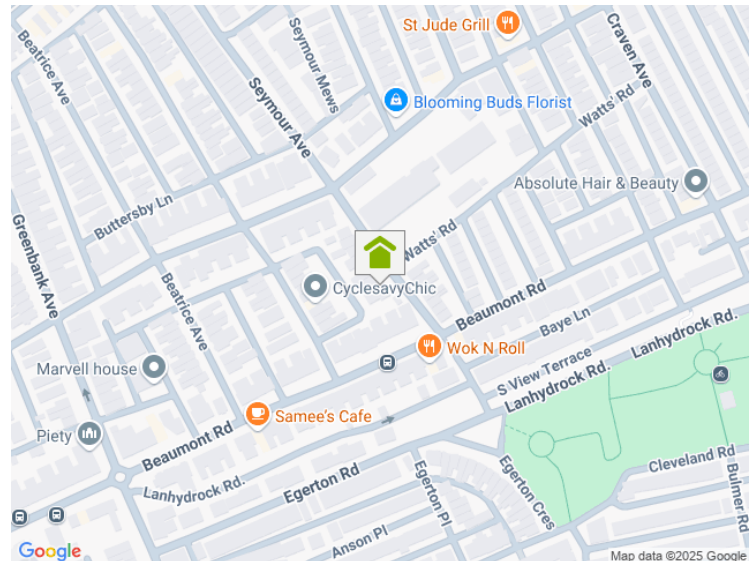 St Jude Grill
Beatrice Ave
Seymour Mews
Craven Ave
Seymour Ave
Blooming Buds Florist
Watts' Rd
Absolute Hair & Beauty
Buttersby Ln
Greenbank Ave
Watts' Rd
Beatrice Ave
CyclesavyChic
Beaumont Rd
Baye Ln
Lanhydrock Rd.
Wok N Roll
Marvell house
S View Terrace
Lanhydrock Rd.
Samee's Cafe
Piety
Beaumont Rd
Lanhydrock Rd.
Egerton Rd
Cleveland Rd
Egerton Pl
Egerton Cres
Bulmer Rd
Anson Pl
Google
Map data ©2025 Google